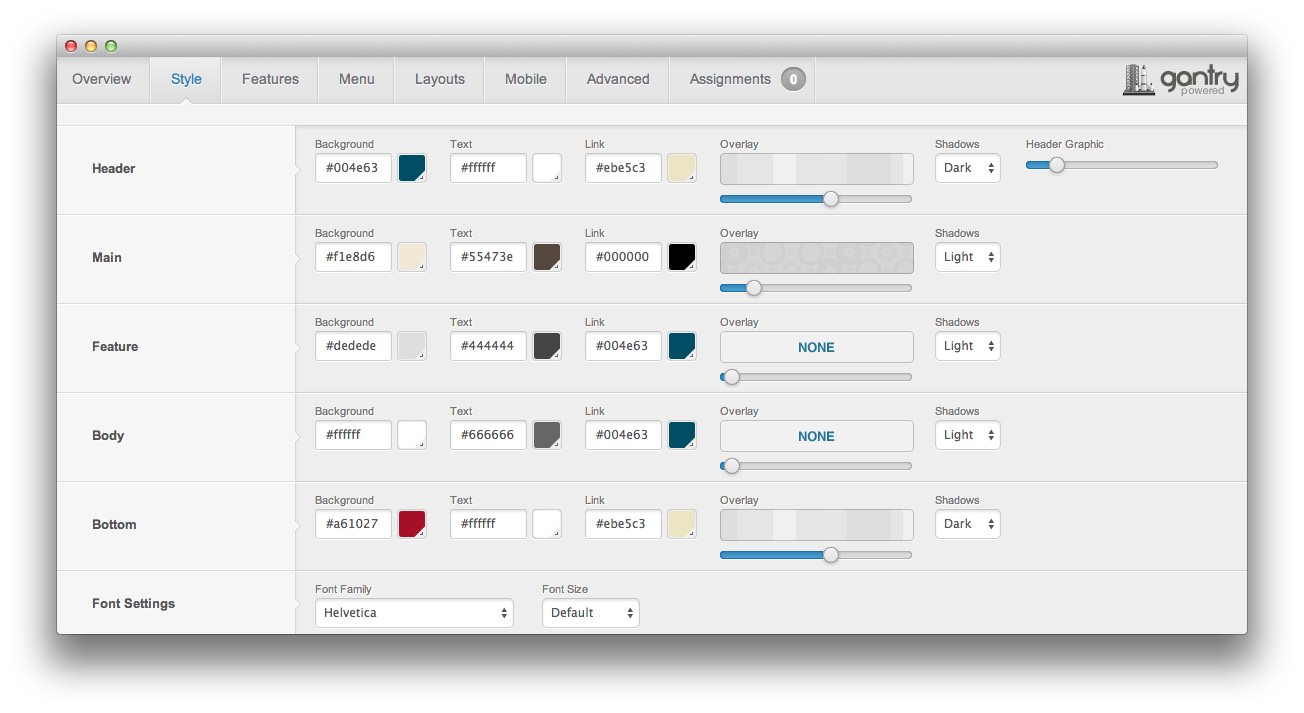 Overview Style Features Menu Layouts Mobile Advanced Assignments 0 gantry
powered
Background Text Link Overlay Shadows Header Graphic
Header #004e63 #ffffff #ebe5c3 Dark
Background Text Link Overlay Shadows
Main #f1e8d6 #55473e #000000 Light
Background Text Link Overlay Shadows
Feature #dedede #444444 #004e63 NONE Light
Background Text Link Overlay Shadows
Body #ffffff #666666 #004e63 NONE Light
Background Text Link Overlay Shadows
Bottom #a61027 #ffffff #ebe5c3 Dark
Font Family Font Size
Font Settings Helvetica Default